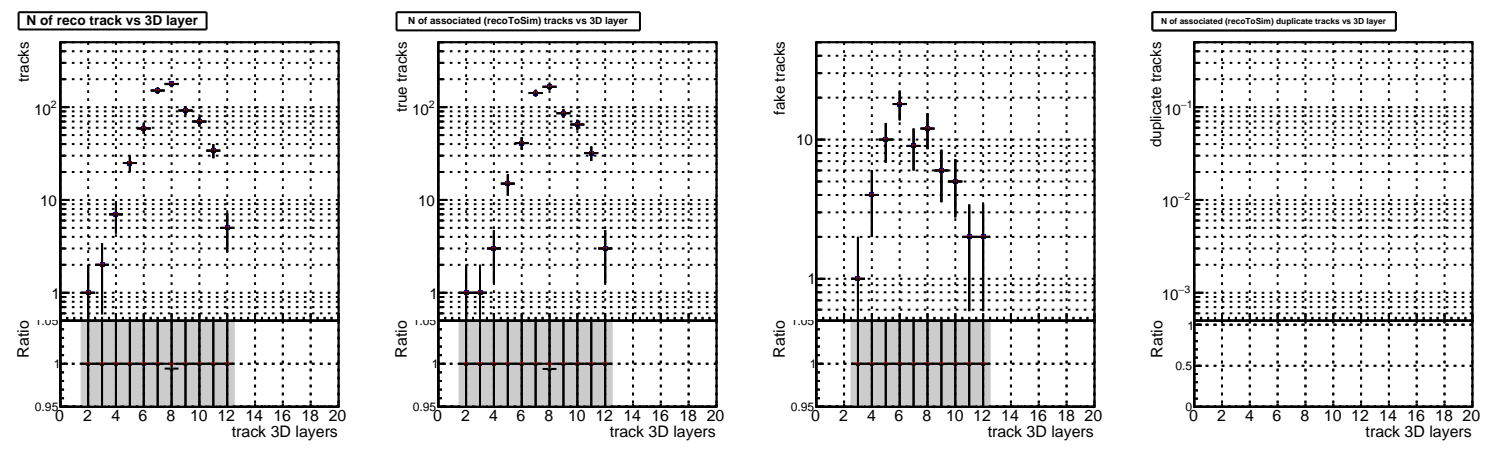 N of reco track vs 3D layer
tracks
10²
10
1
Ratio
1.05
1
0.95
0 2 4 6 8 10 12 14 16 18 20
track 3D layers
N of associated (recoToSim) tracks vs 3D layer
true tracks
10²
10
1
Ratio
1.05
1
0.95
0 2 4 6 8 10 12 14 16 18 20
track 3D layers
fake tracks
10
1
Ratio
1.05
1
0.95
0 2 4 6 8 10 12 14 16 18 20
track 3D layers
N of associated (recoToSim) duplicate tracks vs 3D layer
duplicate tracks
10⁻¹
10⁻²
10⁻³
Ratio
1
0.5
0
0 2 4 6 8 10 12 14 16 18 20
track 3D layers